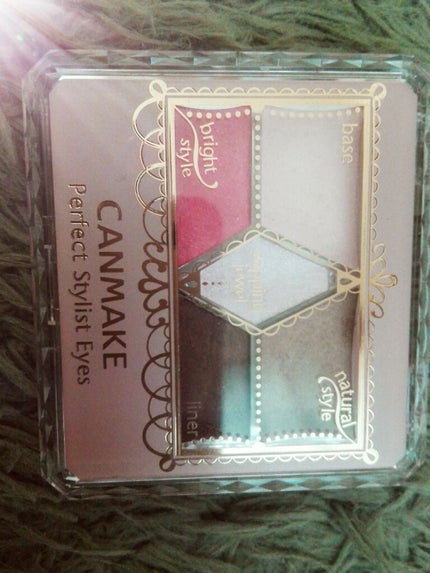 base
natural
style
bright
style
liner
CANMAKE
Perfect Stylist Eyes